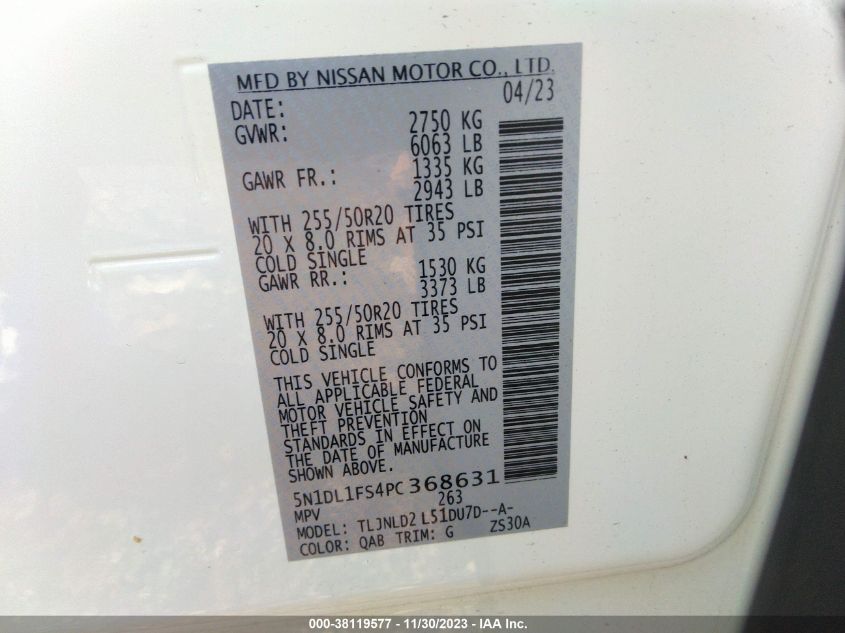 MFD BY NISSAN MOTOR CO., LTD.
DATE: 04/23
GVWR: 2750 KG
6063 LB
GAWR FR.: 1335 KG
2943 LB
WITH 255/50R20 TIRES
20 X 8.0 RIMS AT 35 PSI
COLD SINGLE
GAWR RR.: 1530 KG
3373 LB
WITH 255/50R20 TIRES
20 X 8.0 RIMS AT 35 PSI
COLD SINGLE
THIS VEHICLE CONFORMS TO
ALL APPLICABLE FEDERAL
MOTOR VEHICLE SAFETY AND
THEFT PREVENTION
STANDARDS IN EFFECT ON
THE DATE OF MANUFACTURE
SHOWN ABOVE.
5N1DL1FS4PC368631
MPV 263
MODEL: TLJNLD2 L51DU7D--A-
COLOR: QAB TRIM: G ZS30A
000-38119577 - 11/30/2023 - IAA Inc.